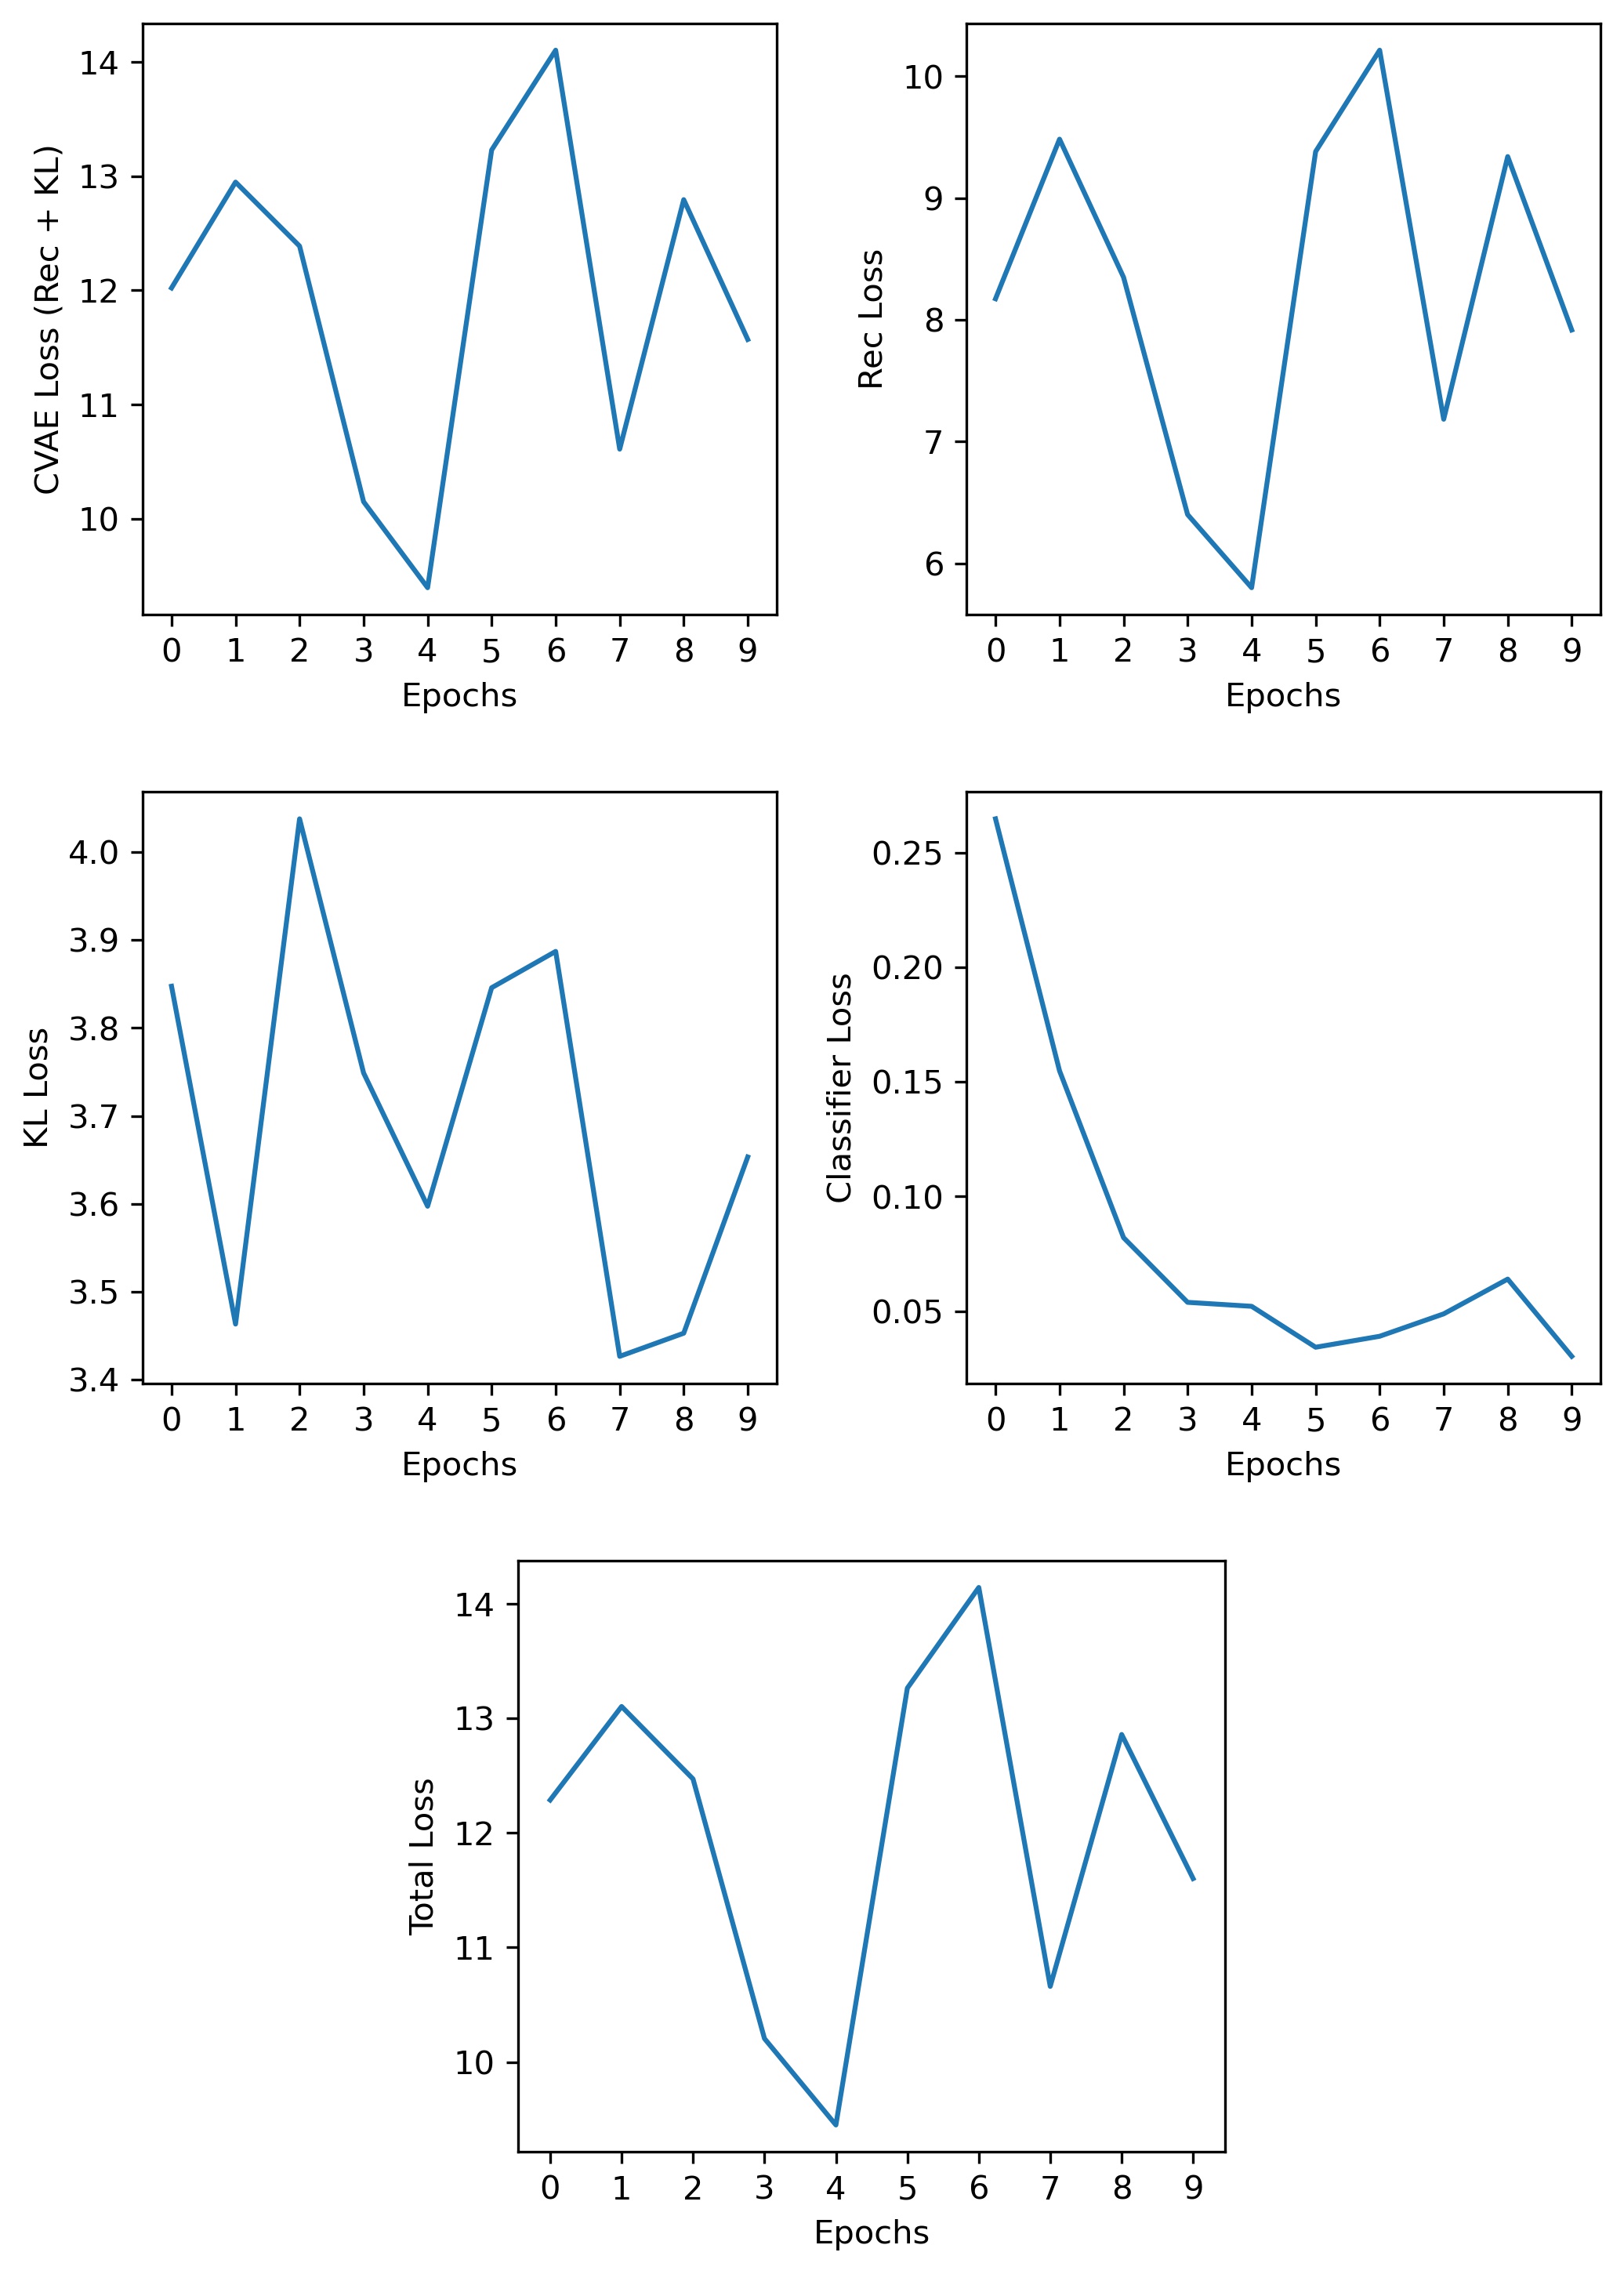 CVAE Loss (Rec + KL)
14
13
12
11
10
0 1 2 3 4 5 6 7 8 9
Epochs
Rec Loss
10
9
8
7
6
0 1 2 3 4 5 6 7 8 9
Epochs
KL Loss
4.0
3.9
3.8
3.7
3.6
3.5
3.4
0 1 2 3 4 5 6 7 8 9
Epochs
Classifier Loss
0.25
0.20
0.15
0.10
0.05
0 1 2 3 4 5 6 7 8 9
Epochs
Total Loss
14
13
12
11
10
0 1 2 3 4 5 6 7 8 9
Epochs